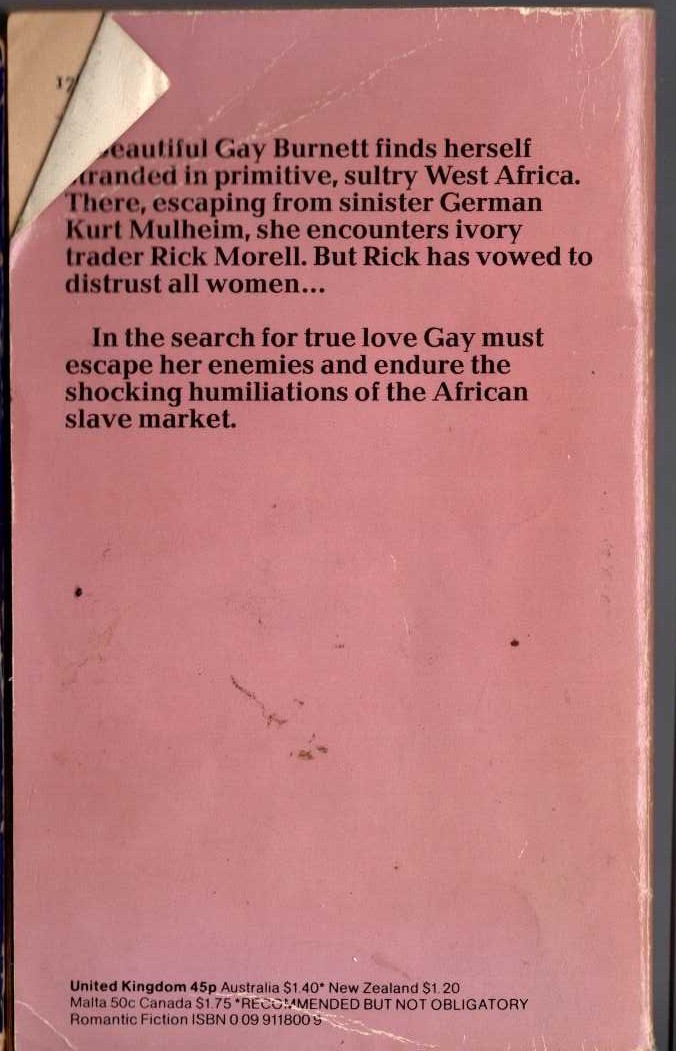 17
Gay Burnett finds herself
in primitive, sultry West Africa.
There, escaping from sinister German
Kurt Mulheim, she encounters ivory
trader Rick Morell. But Rick has vowed to
distrust all women...
In the search for true love Gay must
escape her enemies and endure the
shocking humiliations of the African
slave market.
United Kingdom 45p Australia $1.40* New Zealand $1.20
Malta 50c Canada $1.75 *RECOMMENDED BUT NOT OBLIGATORY
Romantic Fiction ISBN 0 09 911800 9